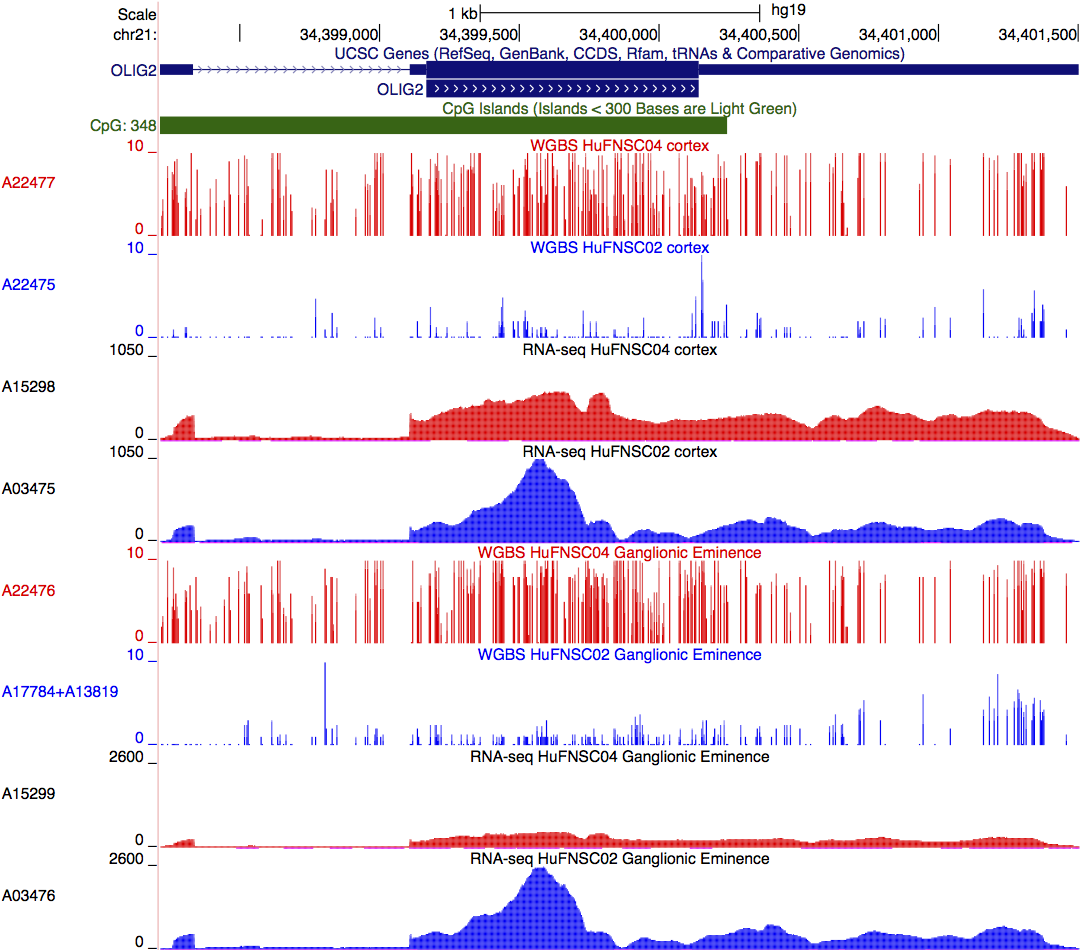 Scale 1 kb hg19
chr21: 34,399,000 34,399,500 34,400,000 34,400,500 34,401,000 34,401,500
UCSC Genes (RefSeq, GenBank, CCDS, Rfam, tRNAs & Comparative Genomics)
OLIG2
OLIG2
CpG Islands (Islands < 300 Bases are Light Green)
CpG: 348
WGBS HuFNSC04 cortex
10
A22477
0
WGBS HuFNSC02 cortex
10
A22475
0
RNA-seq HuFNSC04 cortex
1050
A15298
0
RNA-seq HuFNSC02 cortex
1050
A03475
0
WGBS HuFNSC04 Ganglionic Eminence
10
A22476
0
WGBS HuFNSC02 Ganglionic Eminence
10
A17784+A13819
0
RNA-seq HuFNSC04 Ganglionic Eminence
2600
A15299
0
RNA-seq HuFNSC02 Ganglionic Eminence
2600
A03476
0